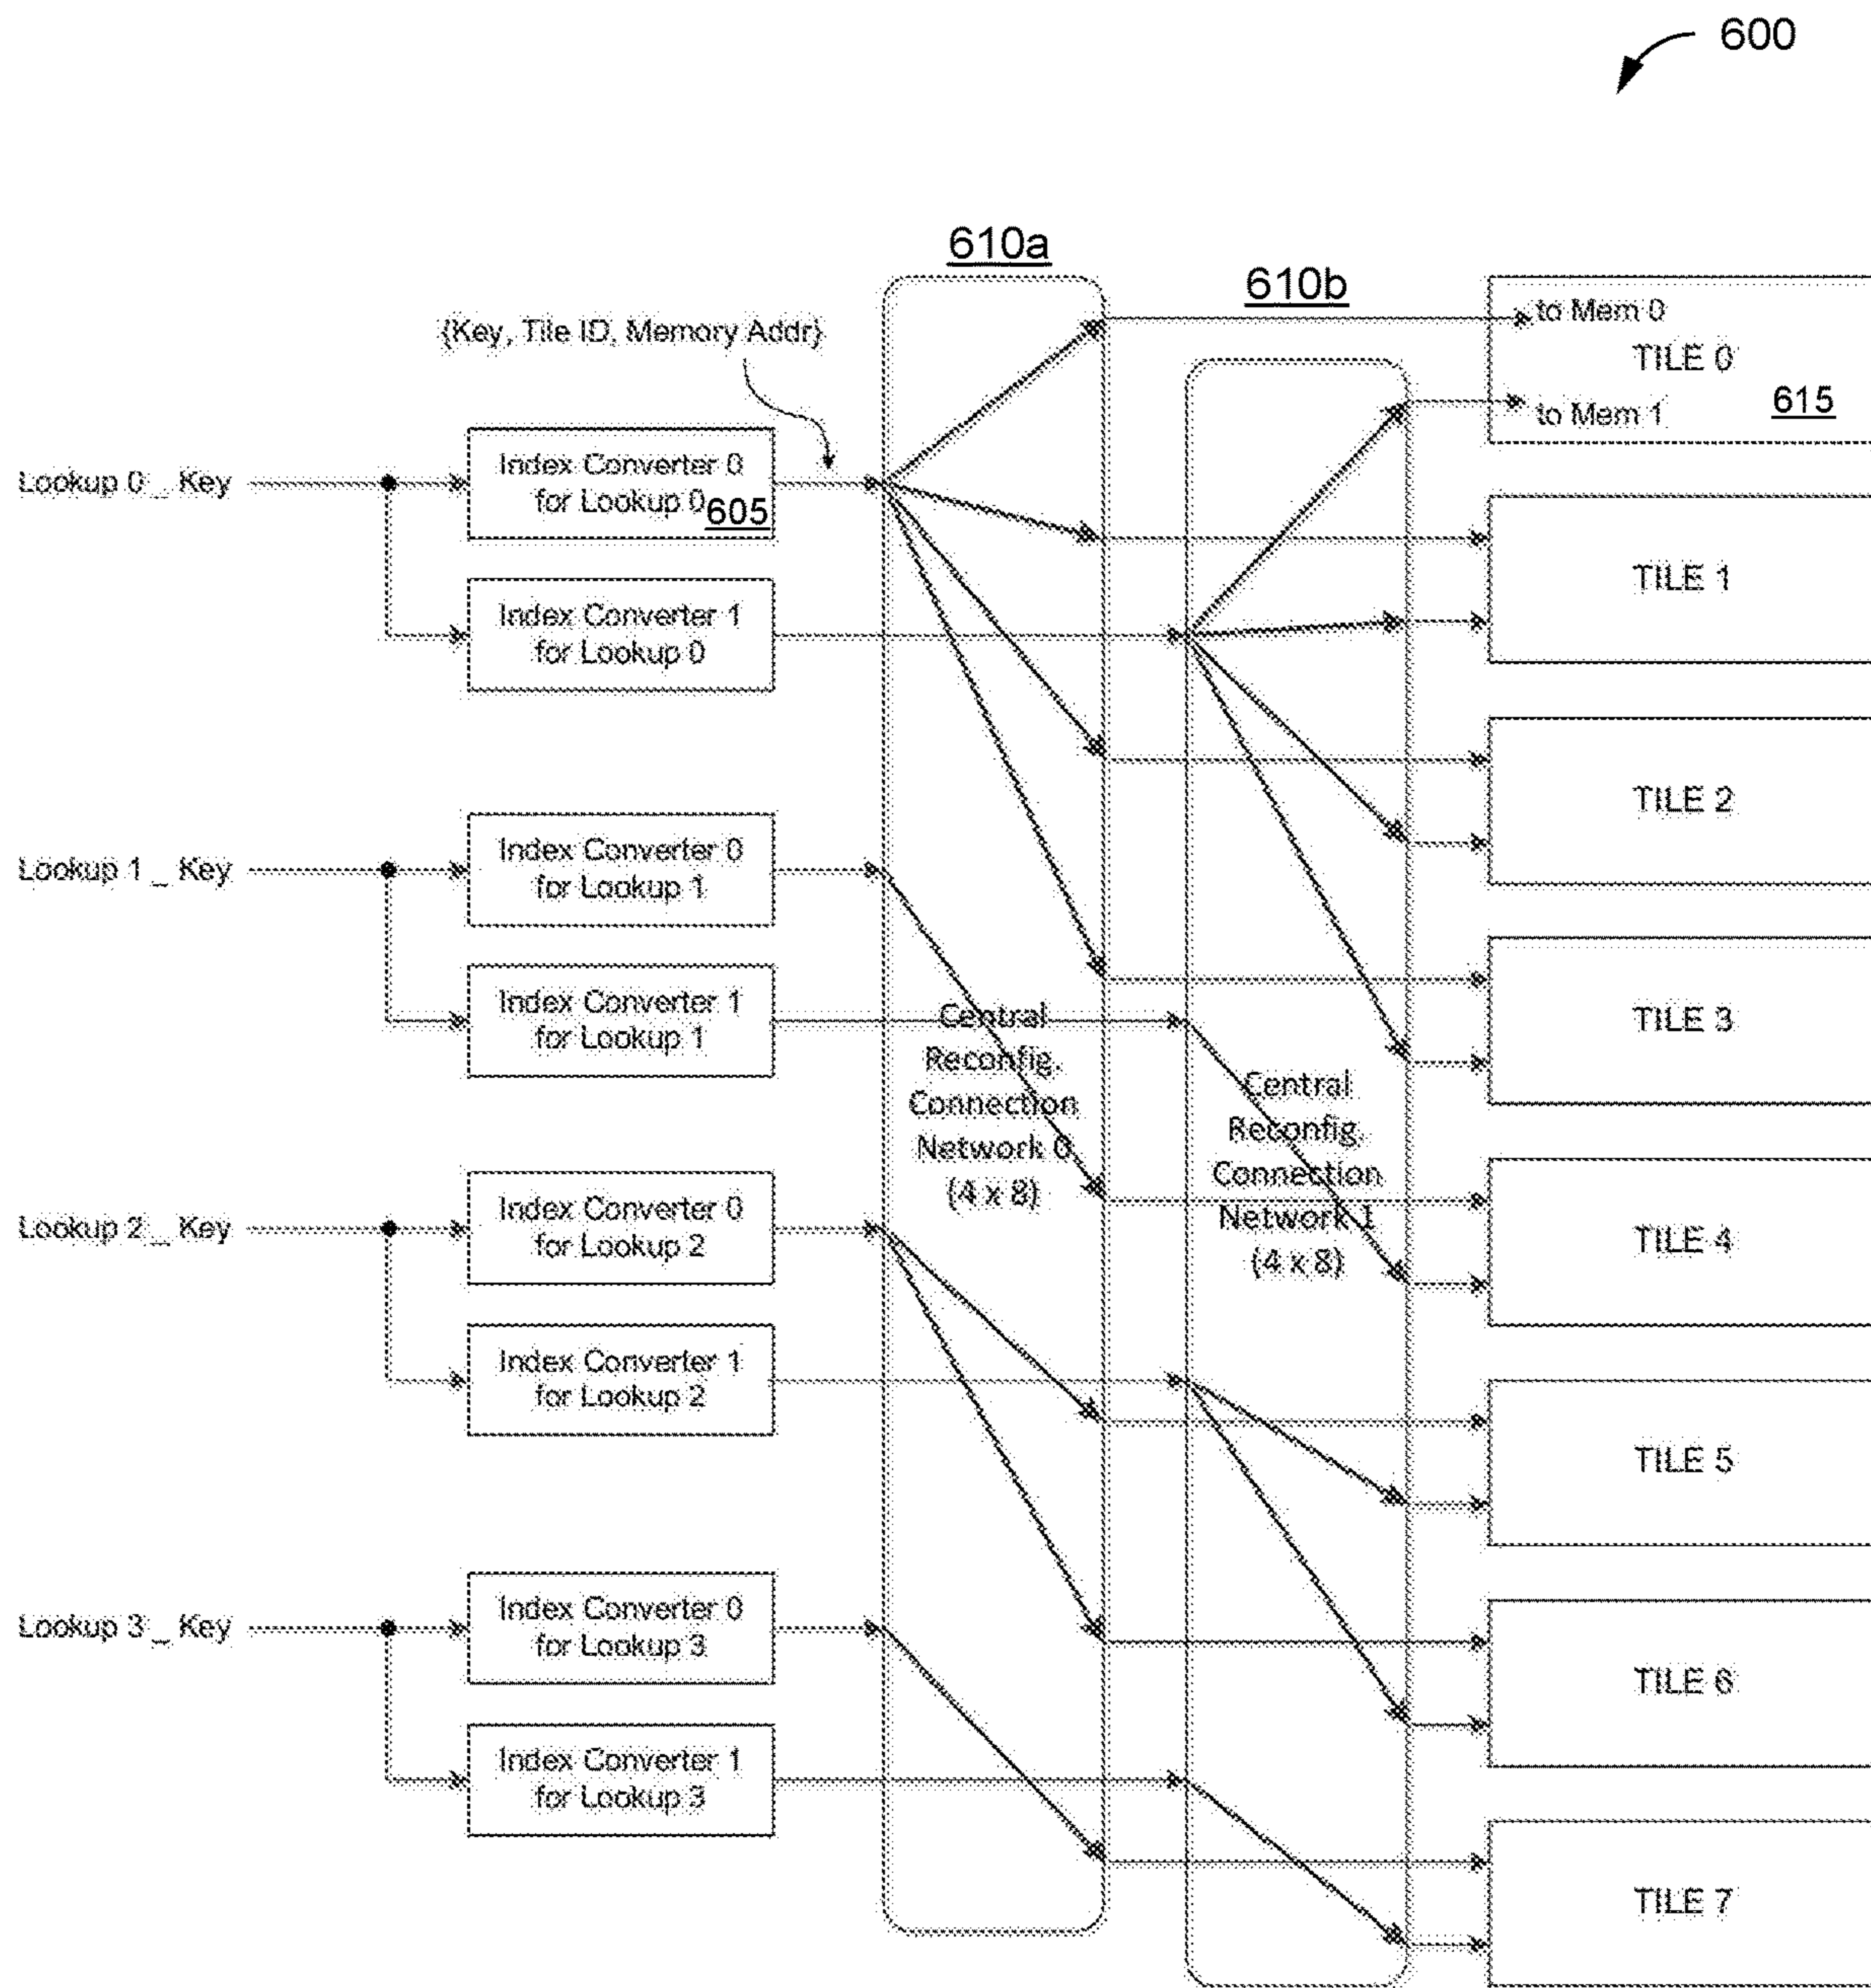 600
610a
610b
{Key, Tile ID, Memory Addr}
to Mem 0
TILE 0
615
to Mem 1
Lookup 0 _ Key
Index Converter 0
for Lookup 0
605
Index Converter 1
for Lookup 0
TILE 1
TILE 2
Lookup 1 _ Key
Index Converter 0
for Lookup 1
Index Converter 1
for Lookup 1
TILE 3
Central
Reconfig.
Connection
Network 0
(4 x 8)
Central
Reconfig.
Connection
Network 1
(4 x 8)
TILE 4
Lookup 2 _ Key
Index Converter 0
for Lookup 2
Index Converter 1
for Lookup 2
TILE 5
Lookup 3 _ Key
Index Converter 0
for Lookup 3
Index Converter 1
for Lookup 3
TILE 6
TILE 7